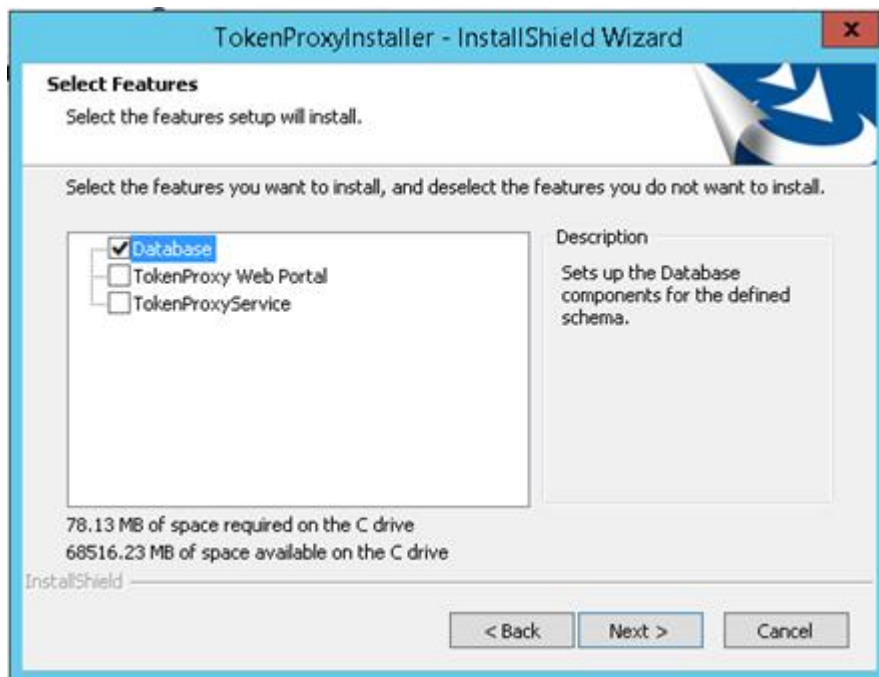 TokenProxyInstaller - InstallShield Wizard
x
Select Features
Select the features setup will install.
Select the features you want to install, and deselect the features you do not want to install.
Database
TokenProxy Web Portal
TokenProxyService
Description
Sets up the Database
components for the defined
schema.
78.13 MB of space required on the C drive
68516.23 MB of space available on the C drive
InstallShield
< Back
Next >
Cancel